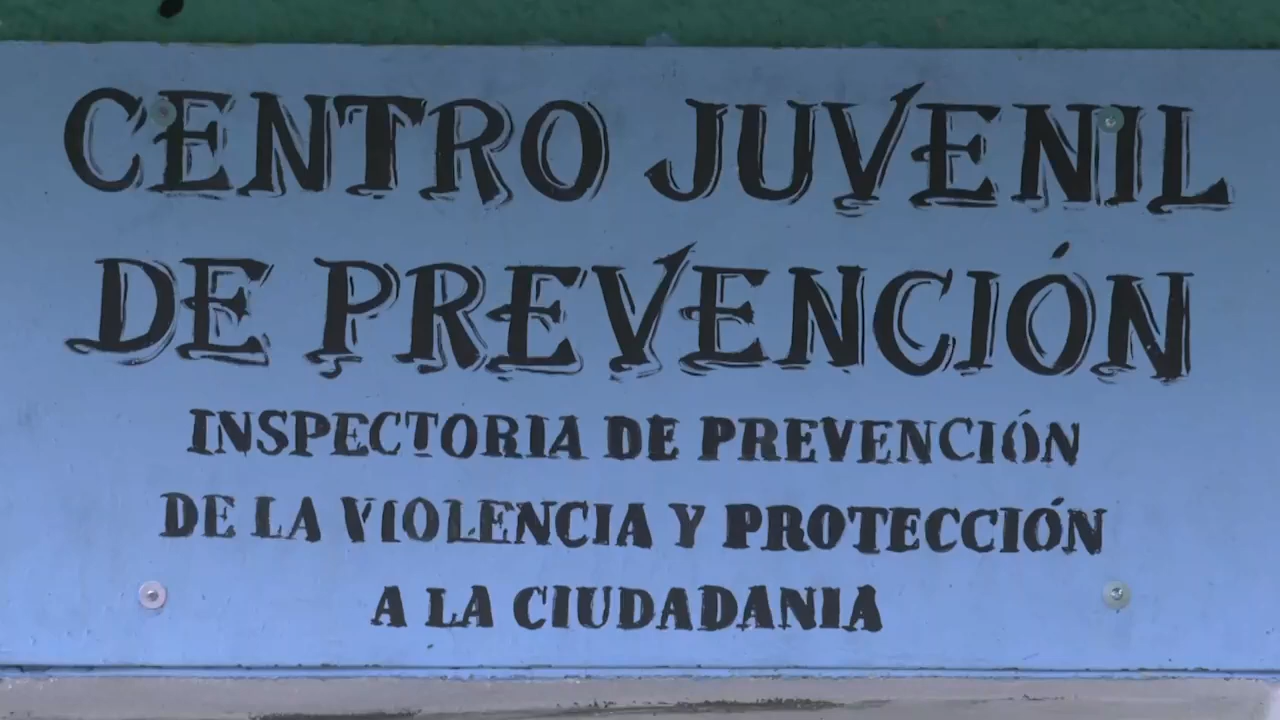 CENTRO JUVENIL
DE PREVENCIÓN
INSPECTORIA DE PREVENCIÓN
DE LA VIOLENCIA Y PROTECCIÓN
A LA CIUDADANIA